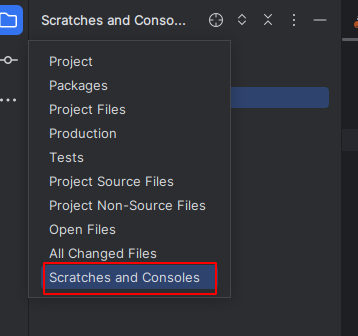 Scratches and Conso...
Project
Packages
Project Files
Production
Tests
Project Source Files
Project Non-Source Files
Open Files
All Changed Files
Scratches and Consoles